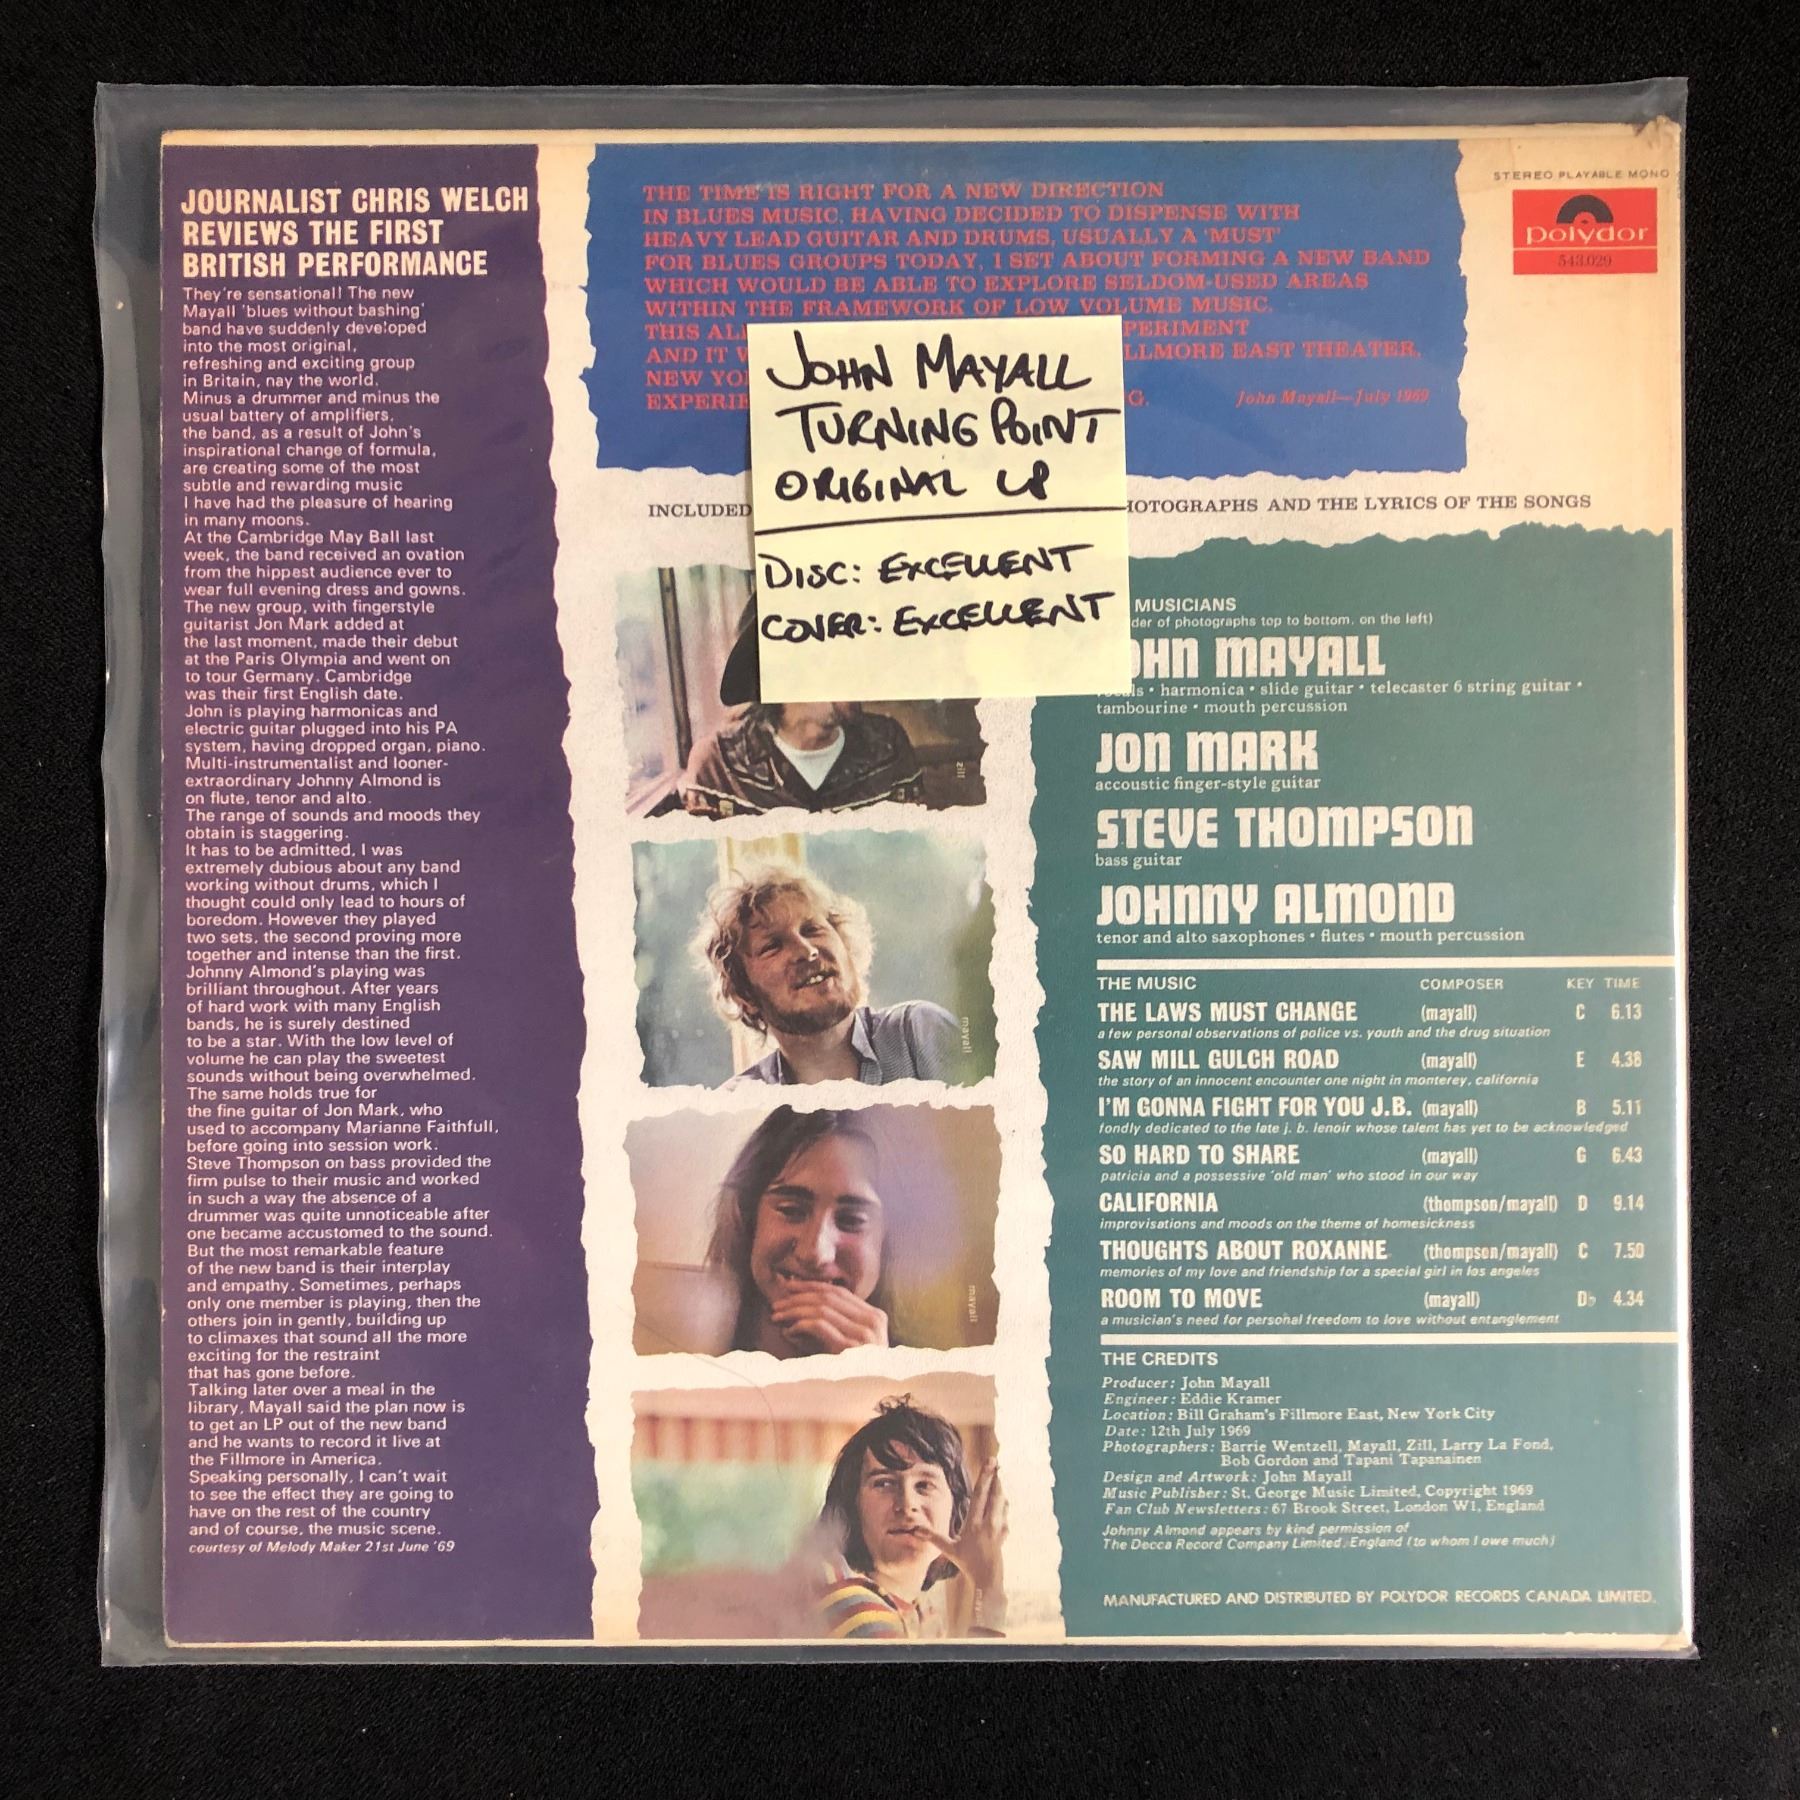 JOURNALIST CHRIS WELCH
REVIEWS THE FIRST
BRITISH PERFORMANCE
They're sensational! The new
Mayall 'blues without bashing'
band have suddenly developed
into the most original,
refreshing and exciting group
in Britain, nay the world.
Minus a drummer and minus the
usual battery of amplifiers,
the band, as a result of John's
inspirational change of formula,
are creating some of the most
subtle and rewarding music
I have had the pleasure of hearing
in many moons.
At the Cambridge May Ball last
week, the band received an ovation
from the hippest audience ever to
wear full evening dress and gowns.
The new group, with fingerstyle
guitarist Jon Mark added at
the last moment, made their debut
at the Paris Olympia and went on
to tour Germany. Cambridge
was their first English date.
John is playing harmonicas and
electric guitar plugged into his PA
system, having dropped organ, piano.
Multi-instrumentalist and looner-
extraordinary Johnny Almond is
on flute, tenor and alto.
The range of sounds and moods they
obtain is staggering.
It has to be admitted, I was
extremely dubious about any band
working without drums, which I
thought could only lead to hours of
boredom. However they played
two sets, the second proving more
together and intense than the first.
Johnny Almond's playing was
brilliant throughout. After years
of hard work with many English
bands, he is surely destined
to be a star. With the low level of
volume he can play the sweetest
sounds without being overwhelmed.
The same holds true for
the fine guitar of Jon Mark, who
used to accompany Marianne Faithfull,
before going into session work.
Steve Thompson on bass provided the
firm pulse to their music and worked
in such a way the absence of a
drummer was quite unnoticeable after
one became accustomed to the sound.
But the most remarkable feature
of the new band is their interplay
and empathy. Sometimes, perhaps
only one member is playing, then the
others join in gently, building up
to climaxes that sound all the more
exciting for the restraint
that has gone before.
Talking later over a meal in the
library, Mayall said the plan now is
to get an LP out of the new band
and he wants to record it live at
the Fillmore in America.
Speaking personally, I can't wait
to see the effect they are going to
have on the rest of the country
and of course, the music scene.
courtesy of Melody Maker 21st June '69
THE TIME IS RIGHT FOR A NEW DIRECTION
IN BLUES MUSIC. HAVING DECIDED TO DISPENSE WITH
HEAVY LEAD GUITAR AND DRUMS, USUALLY A 'MUST'
FOR BLUES GROUPS TODAY, I SET ABOUT FORMING A NEW BAND
WHICH WOULD BE ABLE TO EXPLORE SELDOM-USED AREAS
WITHIN THE FRAMEWORK OF LOW VOLUME MUSIC.
THIS
AND IT EAST THEATER,
NEW
John Mayall—July 1969
JOHN MAYALL
TURNING POINT
ORIGINAL LP
DISC: EXCELLENT
COVER: EXCELLENT
INCLUDED AND THE LYRICS OF THE SONGS
STEREO PLAYABLE MONO
polydor
543.029
MUSICIANS
of photographs top to bottom, on the left)
MAYALL
harmonica • slide guitar • telecaster 6 string guitar •
tambourine • mouth percussion
JON MARK
accoustic finger-style guitar
STEVE THOMPSON
bass guitar
JOHNNY ALMOND
tenor and alto saxophones • flutes • mouth percussion
THE MUSIC COMPOSER KEY TIME
THE LAWS MUST CHANGE (mayall) C 6.13
a few personal observations of police vs. youth and the drug situation
SAW MILL GULCH ROAD (mayall) E 4.38
the story of an innocent encounter one night in monterey, california
I'M GONNA FIGHT FOR YOU J.B. (mayall) B 5.11
fondly dedicated to the late j. b. lenoir whose talent has yet to be acknowledged
SO HARD TO SHARE (mayall) G 6.43
patricia and a possessive 'old man' who stood in our way
CALIFORNIA (thompson/mayall) D 9.14
improvisations and moods on the theme of homesickness
THOUGHTS ABOUT ROXANNE (thompson/mayall) C 7.50
memories of my love and friendship for a special girl in los angeles
ROOM TO MOVE (mayall) D♭ 4.34
a musician's need for personal freedom to love without entanglement
THE CREDITS
Producer: John Mayall
Engineer: Eddie Kramer
Location: Bill Graham's Fillmore East, New York City
Date: 12th July 1969
Photographers: Barrie Wentzell, Mayall, Zill, Larry La Fond,
Bob Gordon and Tapani Tapanainen
Design and Artwork: John Mayall
Music Publisher: St. George Music Limited, Copyright 1969
Fan Club Newsletters: 67 Brook Street, London W1, England
Johnny Almond appears by kind permission of
The Decca Record Company Limited, England (to whom I owe much)
MANUFACTURED AND DISTRIBUTED BY POLYDOR RECORDS CANADA LIMITED.
zill
mayall
mayall
mayall